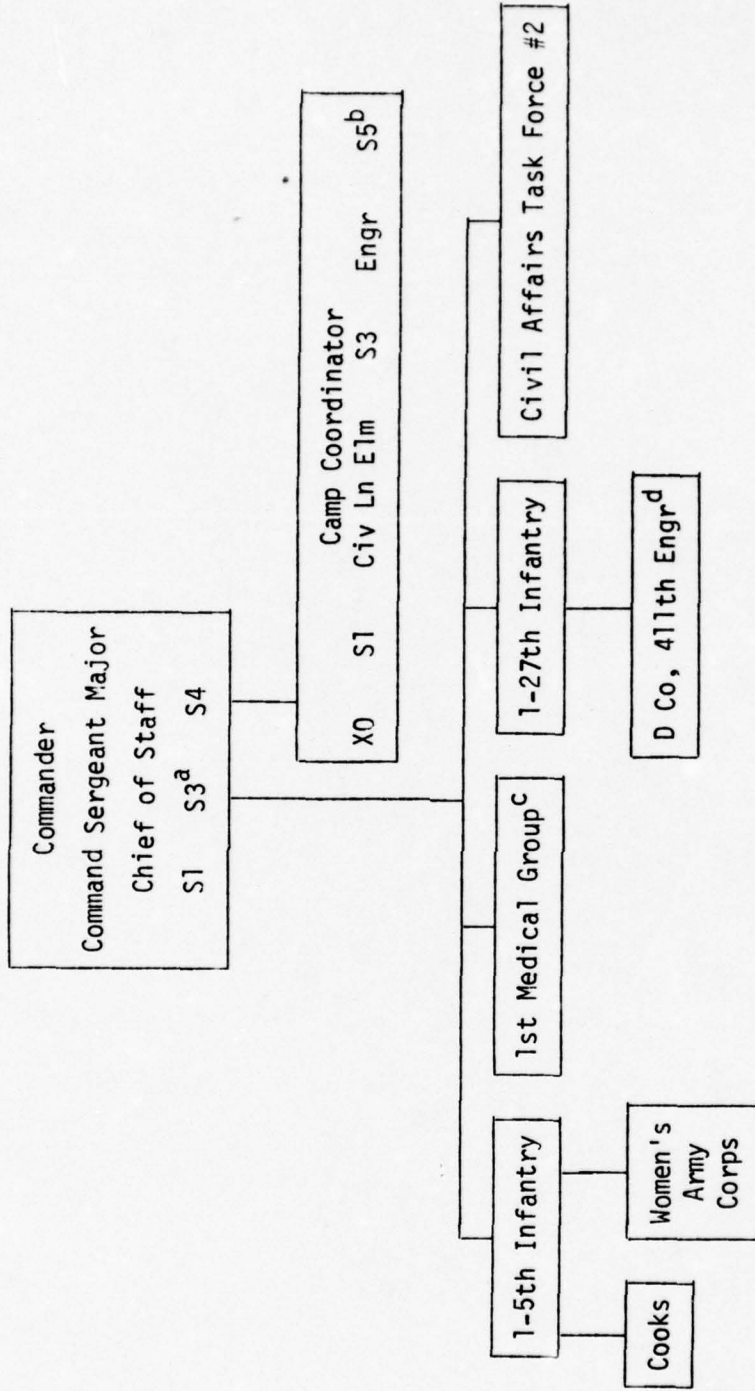 Commander
Command Sergeant Major
Chief of Staff
S1 S3a S4
Camp Coordinator
XO S1 Civ Ln Elm S3 Engr S5b
1-5th Infantry
1st Medical Groupc
1-27th Infantry
Civil Affairs Task Force #2
Cooks
Women's
Army
Corps
D Co, 411th Engrd